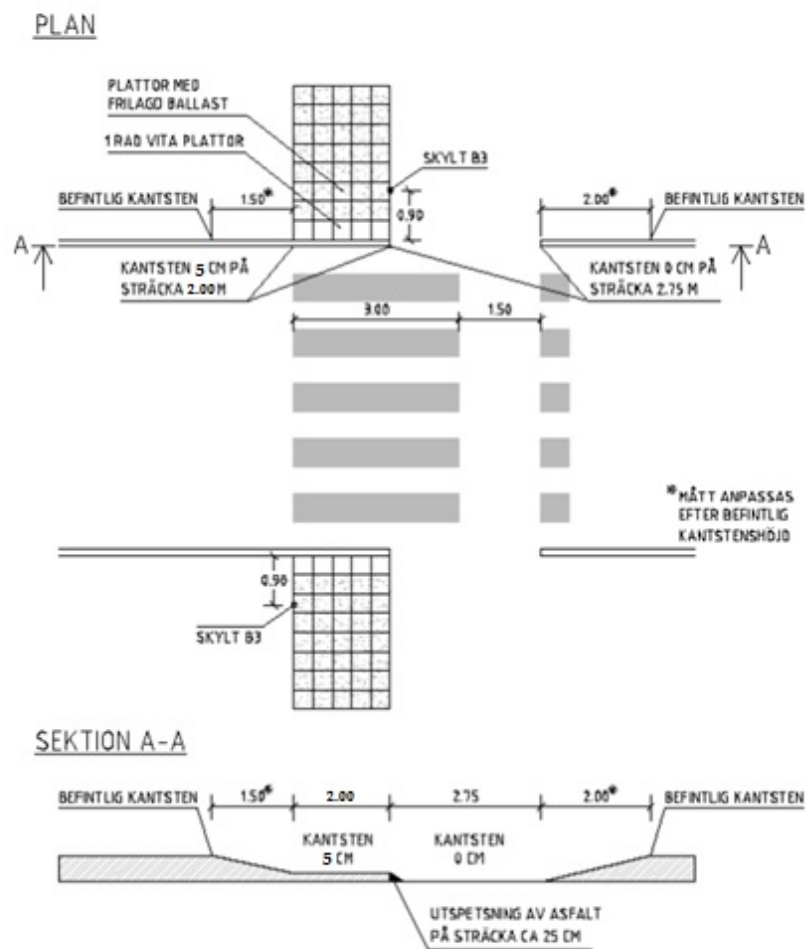 PLAN
PLATTOR MED
FRILAGD BALLAST
1 RAD VITA PLATTOR
SKYLT B3
BEFINTLIG KANTSTEN
1.50*
0.90
2.00*
BEFINTLIG KANTSTEN
A
A
KANTSTEN 5 CM PÅ
STRÄCKA 2.00 M
KANTSTEN 0 CM PÅ
STRÄCKA 2.75 M
3.00
1.50
*MÅTT ANPASSAS
EFTER BEFINTLIG
KANTSTENSHÖJD
0.90
SKYLT B3
SEKTION A-A
BEFINTLIG KANTSTEN
1.50*
2.00
2.75
2.00*
BEFINTLIG KANTSTEN
KANTSTEN
5 CM
KANTSTEN
0 CM
UTSPETSNING AV ASFALT
PÅ STRÄCKA CA 25 CM